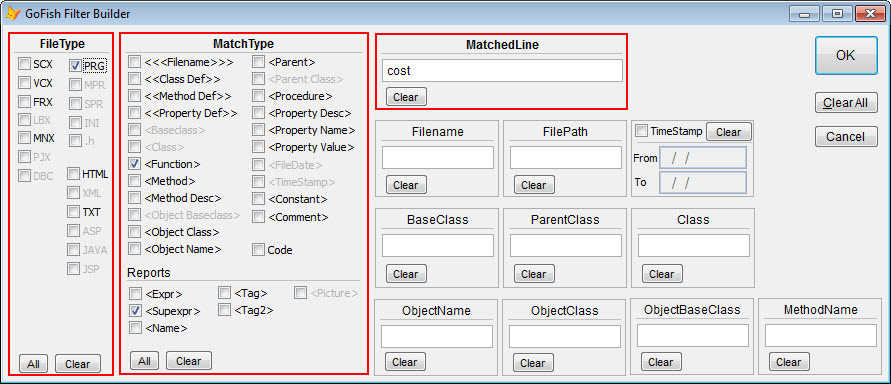 GoFish Filter Builder
FileType
SCX PRG
VCX MPR
FRX SPR
LBX INI
MNX .h
PJX
DBC HTML
XML
TXT
ASP
JAVA
JSP
All Clear
MatchType
<<<Filename>>> <Parent>
<<Class Def>> <Parent Class>
<<Method Def>> <Procedure>
<<Property Def>> <Property Desc>
<Baseclass> <Property Name>
<Class> <Property Value>
<Function> <FileDate>
<Method> <TimeStamp>
<Method Desc> <Constant>
<Object Baseclass> <Comment>
<Object Class>
<Object Name> Code
Reports
<Expr> <Tag> <Picture>
<Supexpr> <Tag2>
<Name>
All Clear
MatchedLine
cost
Clear
OK
Clear All
Cancel
Filename FilePath TimeStamp Clear
From / /
To / /
Clear Clear
BaseClass ParentClass Class
Clear Clear Clear
ObjectName ObjectClass ObjectBaseClass MethodName
Clear Clear Clear Clear